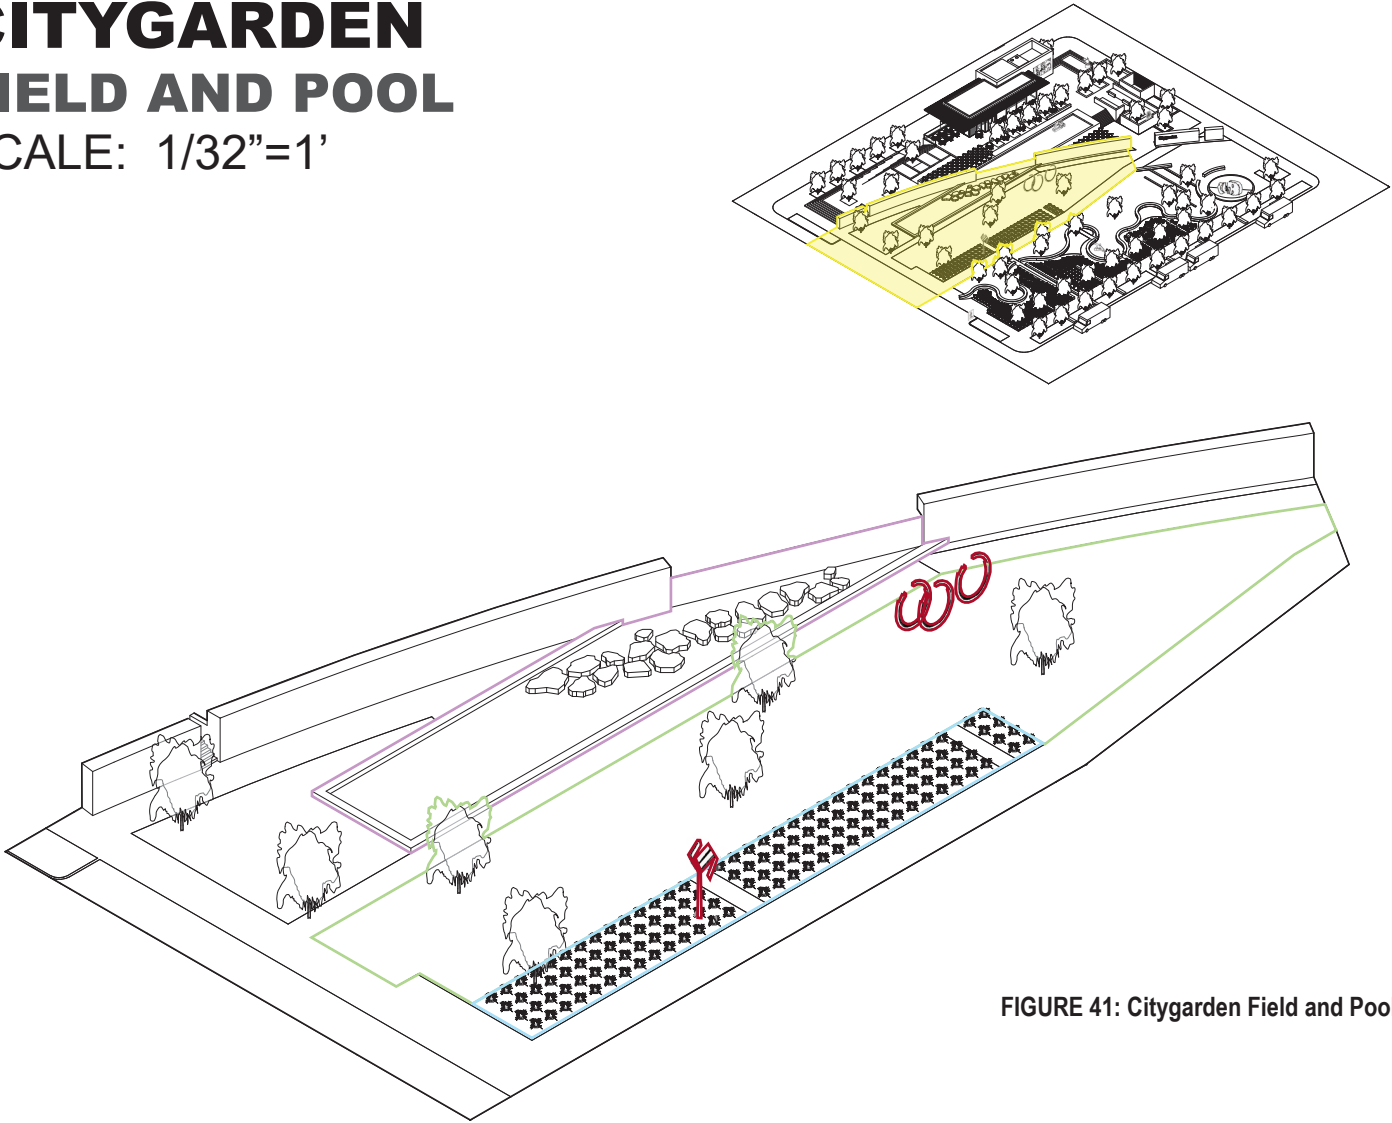 CITYGARDEN
IELD AND POOL
CALE: 1/32”=1’
FIGURE 41: Citygarden Field and Poo